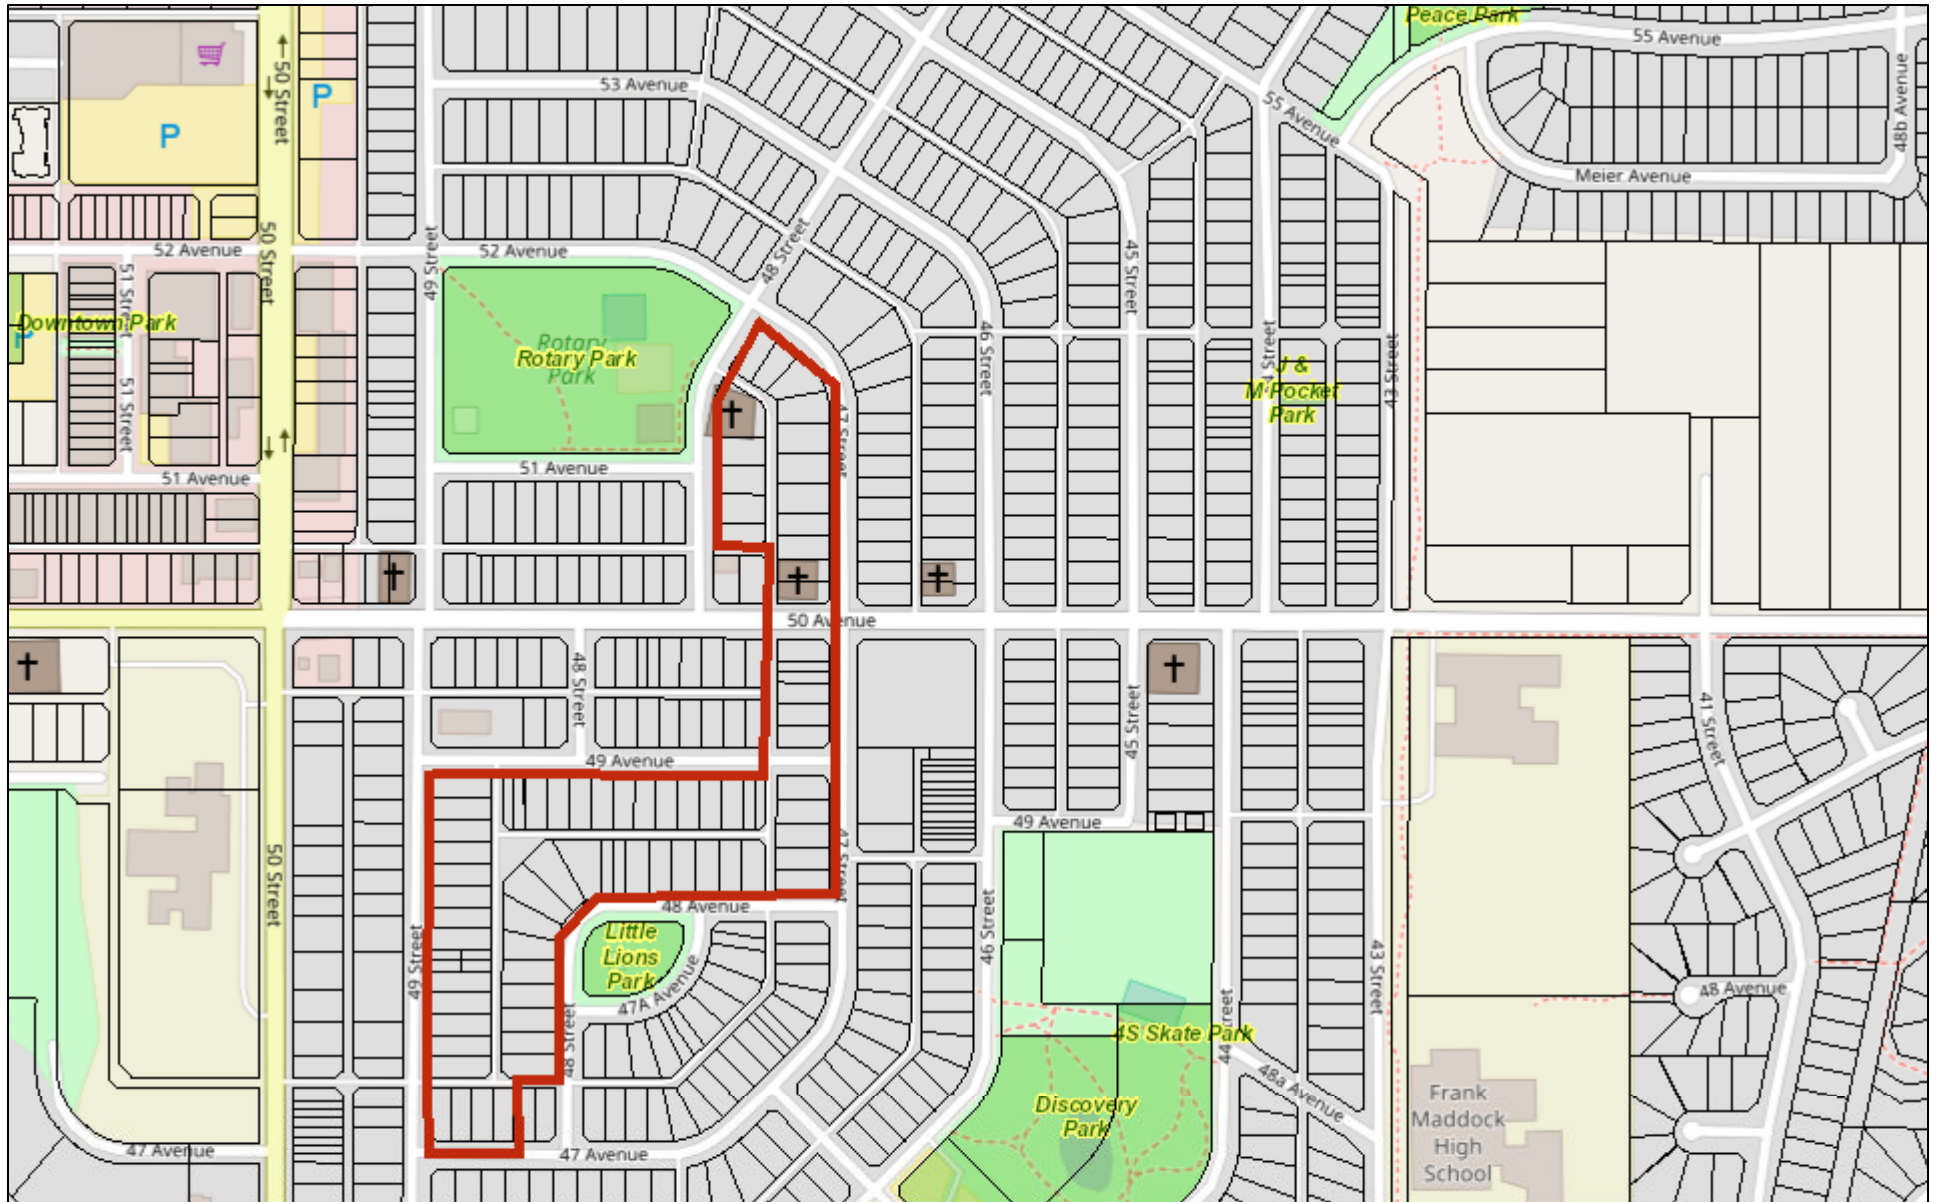 Peace Park
55 Avenue
50 Street
P
53 Avenue
P
55 Avenue
48b Avenue
Meier Avenue
52 Avenue
50 Street
49 Street
52 Avenue
48 Street
45 Street
51 Street
Downtown Park
P
Rotary
Park
Rotary Park
46 Street
Street
43 Street
J &
M Pocket
Park
51 Street
47 Street
51 Avenue
51 Avenue
50 Avenue
48 Street
45 Street
41 Street
49 Avenue
49 Avenue
50 Street
47 Street
48 Avenue
46 Street
Little
Lions
Park
49 Street
43 Street
47A Avenue
48 Avenue
48 Street
44 Street
4S Skate Park
48a Avenue
Discovery
Park
Frank
Maddock
High
School
47 Avenue
47 Avenue